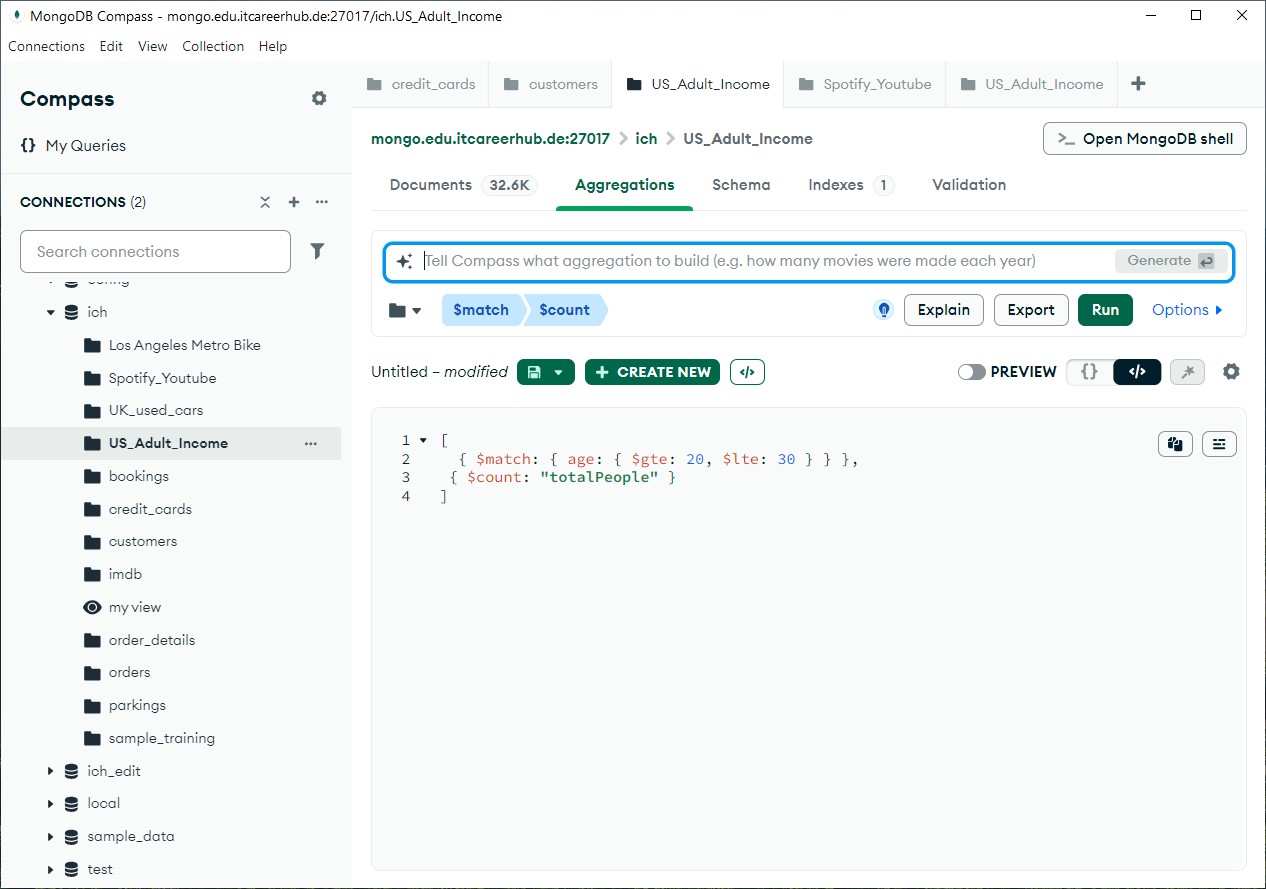 MongoDB Compass - mongo.edu.itcareerhub.de:27017/ich.US_Adult_Income
Connections Edit View Collection Help
Compass
{} My Queries
CONNECTIONS (2)
Search connections
config
ich
Los Angeles Metro Bike
Spotify_Youtube
UK_used_cars
US_Adult_Income
bookings
credit_cards
customers
imdb
my view
order_details
orders
parkings
sample_training
ich_edit
local
sample_data
test
credit_cards customers US_Adult_Income Spotify_Youtube US_Adult_Income
mongo.edu.itcareerhub.de:27017 > ich > US_Adult_Income
>_ Open MongoDB shell
Documents 32.6K Aggregations Schema Indexes 1 Validation
Tell Compass what aggregation to build (e.g. how many movies were made each year) Generate
$match $count Explain Export Run Options
Untitled – modified + CREATE NEW </> PREVIEW {} </>
1 [
2 { $match: { age: { $gte: 20, $lte: 30 } } },
3 { $count: "totalPeople" }
4 ]